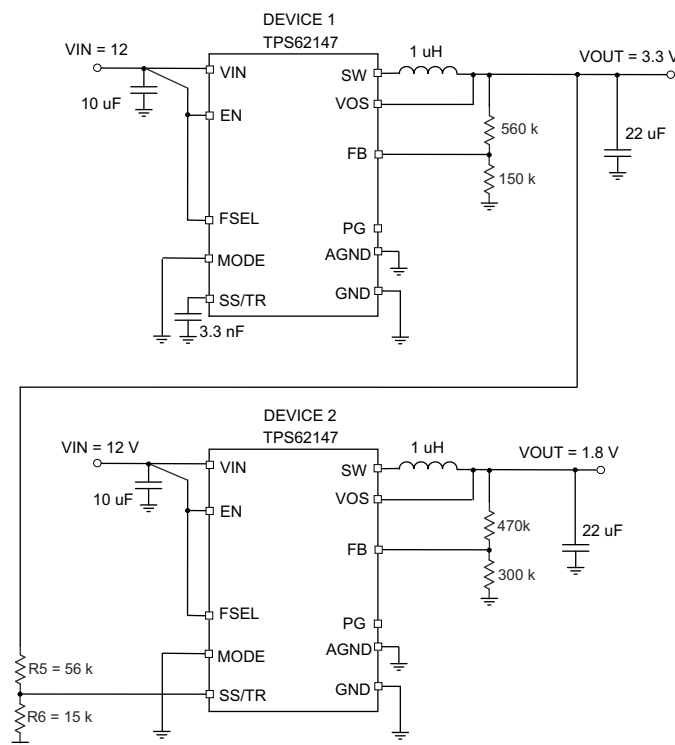 DEVICE 1
TPS62147
VIN = 12
10 uF
VIN
EN
FSEL
MODE
SS/TR
3.3 nF
SW
VOS
FB
PG
AGND
GND
1 uH
560 k
150 k
VOUT = 3.3 V
22 uF
DEVICE 2
TPS62147
VIN = 12 V
10 uF
VIN
EN
FSEL
MODE
SS/TR
SW
VOS
FB
PG
AGND
GND
1 uH
470k
300 k
VOUT = 1.8 V
22 uF
R5 = 56 k
R6 = 15 k